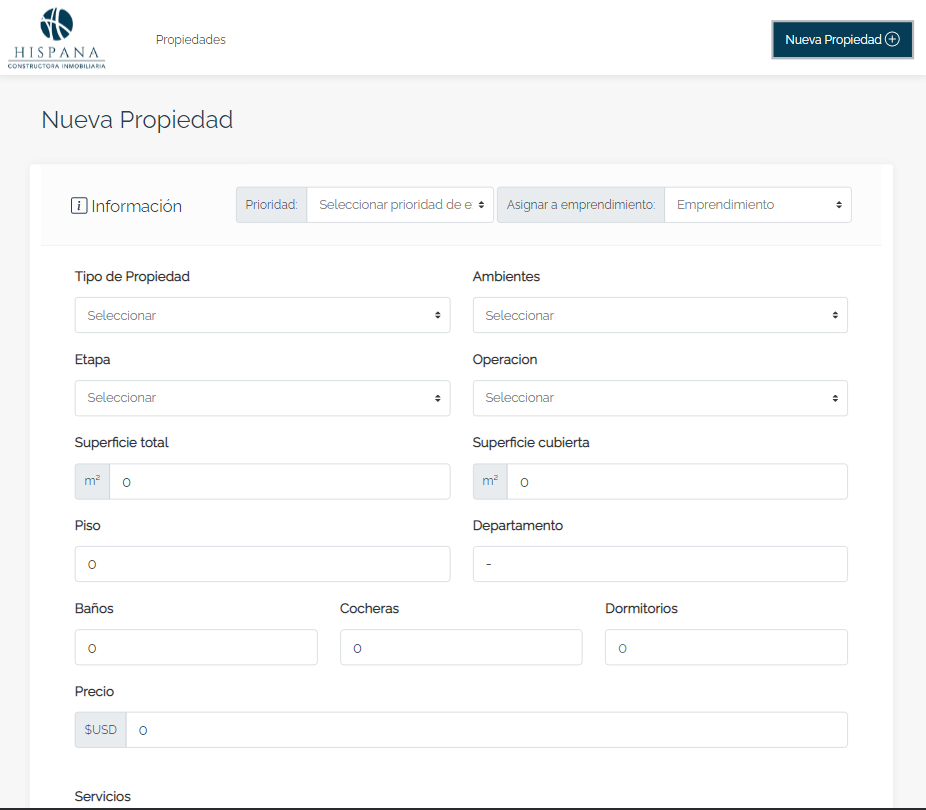 HISPANA
CONSTRUCTORA INMOBILIARIA
Propiedades
Nueva Propiedad
Nueva Propiedad
Información
Prioridad: Seleccionar prioridad de e Asignar a emprendimiento: Emprendimiento
Tipo de Propiedad Ambientes
Seleccionar Seleccionar
Etapa Operacion
Seleccionar Seleccionar
Superficie total Superficie cubierta
m² 0 m² 0
Piso Departamento
0 -
Baños Cocheras Dormitorios
0 0 0
Precio
$USD 0
Servicios